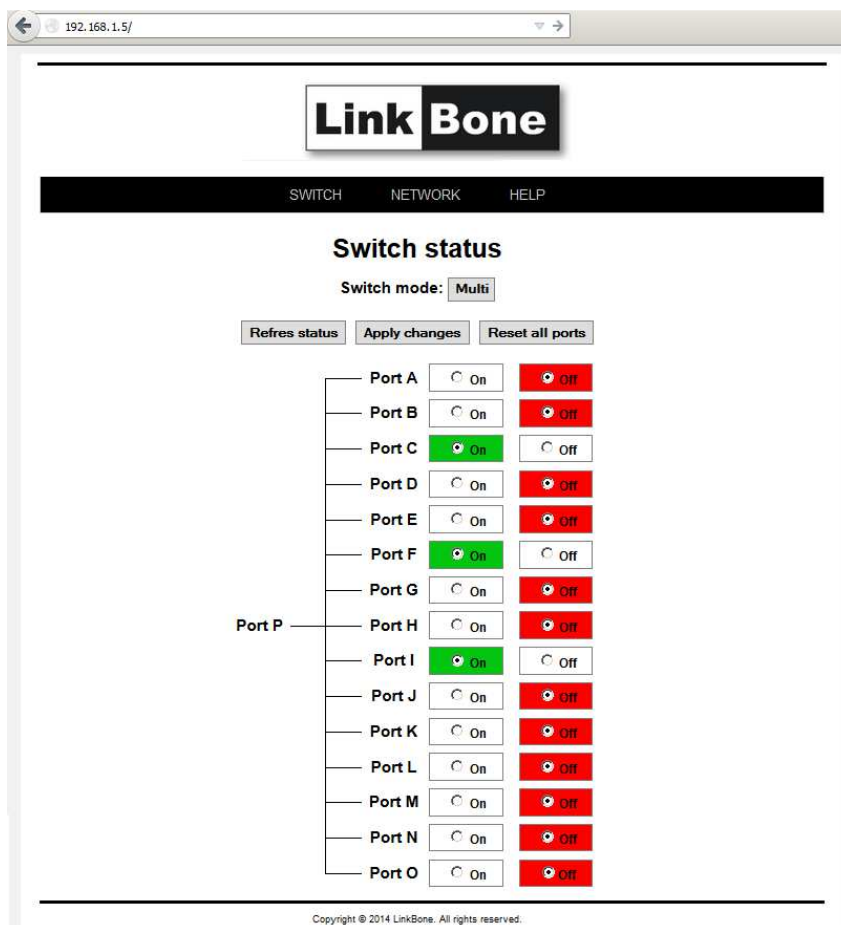 192.168.1.5/
Link Bone
SWITCH NETWORK HELP
Switch status
Switch mode: Multi
Refres status Apply changes Reset all ports
Port A On Off
Port B On Off
Port C On Off
Port D On Off
Port E On Off
Port F On Off
Port G On Off
Port P Port H On Off
Port I On Off
Port J On Off
Port K On Off
Port L On Off
Port M On Off
Port N On Off
Port O On Off
Copyright © 2014 LinkBone. All rights reserved.